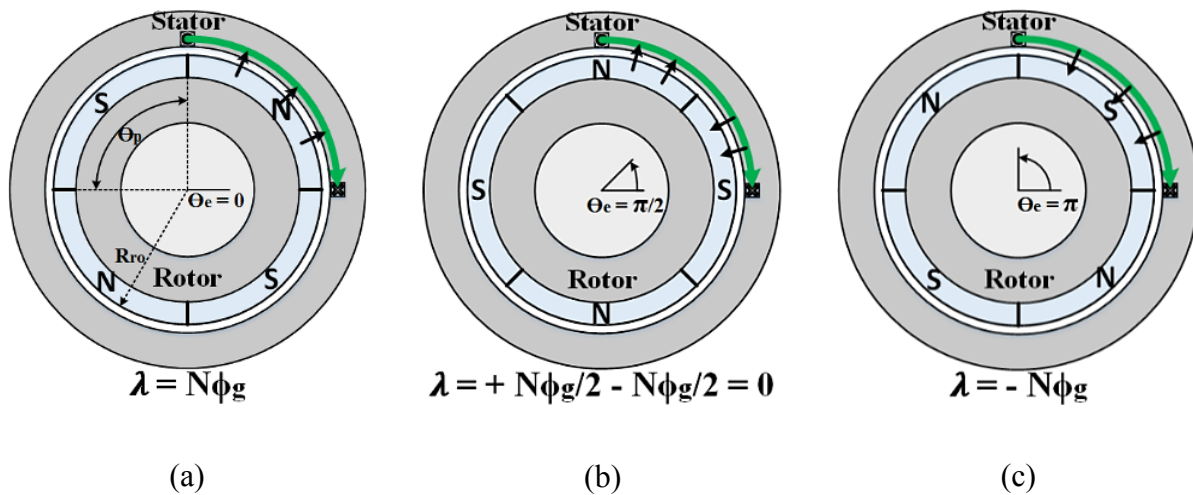 Stator
S
N
Θp
Θe = 0
Rro
N
Rotor
S
λ = Nϕg
(a)
Stator
N
S
S
Θe = π/2
Rotor
N
λ = + Nϕg/2 - Nϕg/2 = 0
(b)
Stator
N
S
Θe = π
S
Rotor
N
λ = - Nϕg
(c)